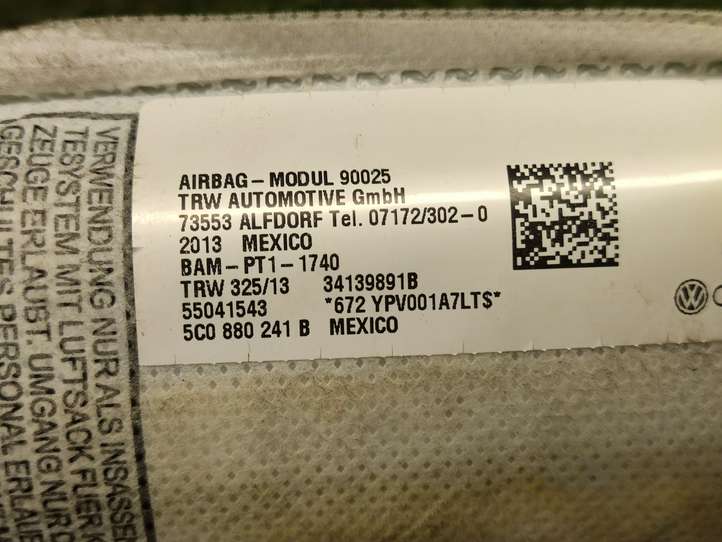 AIRBAG-MODUL 90025
TRW AUTOMOTIVE GmbH
73553 ALFDORF Tel. 07172/302-0
2013 MEXICO
BAM-PT1-1740
TRW 325/13 34139891B
55041543 *672 YPV001A7LT$*
5C0 880 241 B MEXICO
VERWENDUNG NUR ALS INSASSEN
TESYSTEM MIT LUFTSACK FÜR
ZEUGE ERLAUBT. UMGANG NUR D
GESCHULTES PERSONAL ERLAU